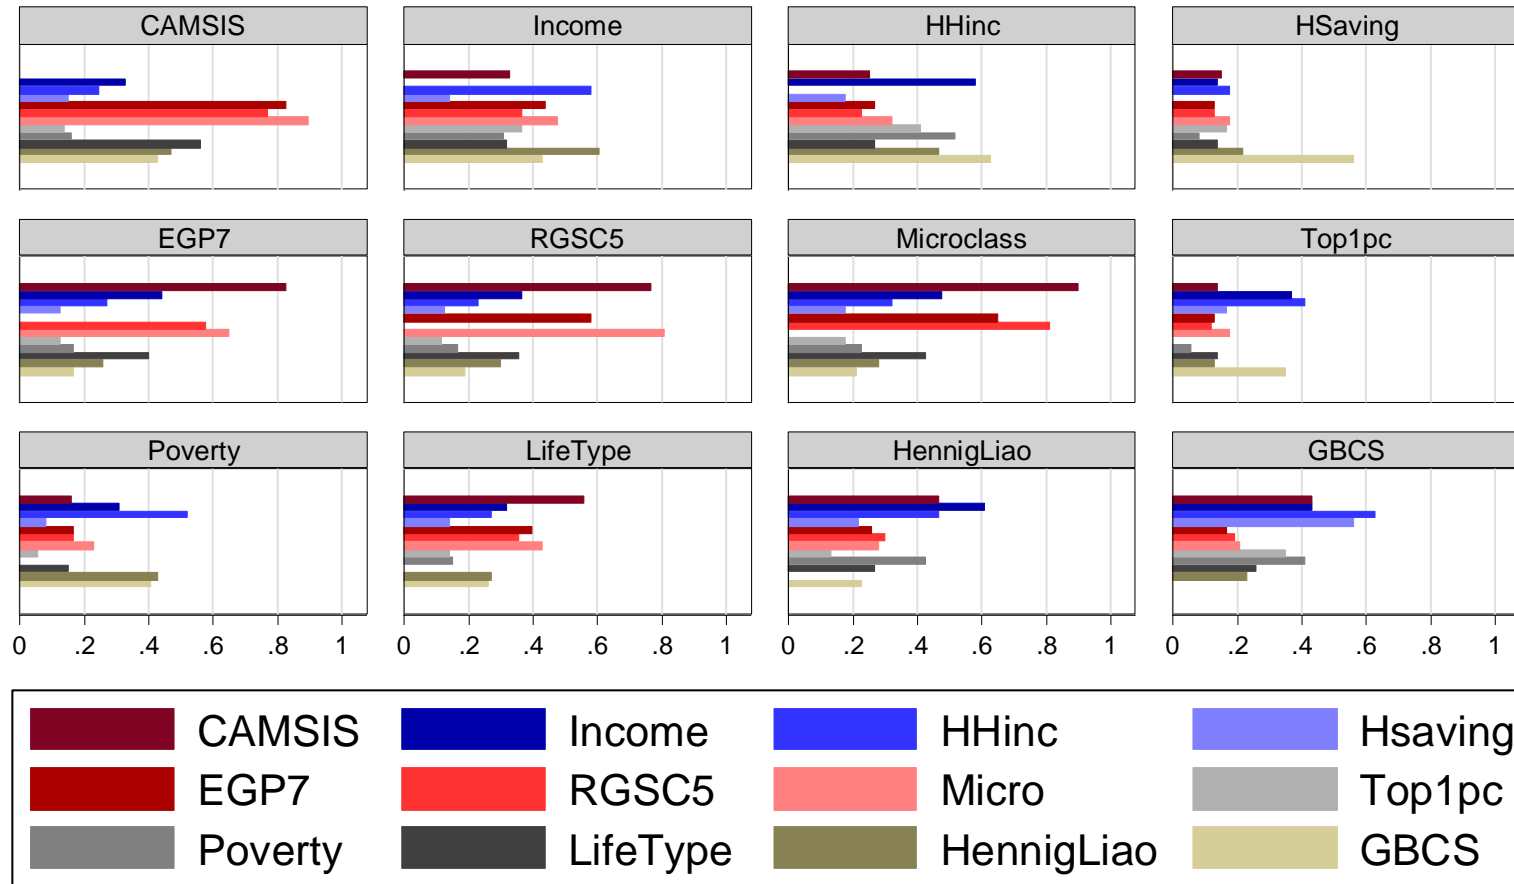 CAMSIS Income HHinc HSaving
EGP7 RGSC5 Microclass Top1pc
Poverty LifeType HennigLiao GBCS
0 .2 .4 .6 .8 1 0 .2 .4 .6 .8 1 0 .2 .4 .6 .8 1 0 .2 .4 .6 .8 1
CAMSIS Income HHinc Hsaving
EGP7 RGSC5 Micro Top1pc
Poverty LifeType HennigLiao GBCS